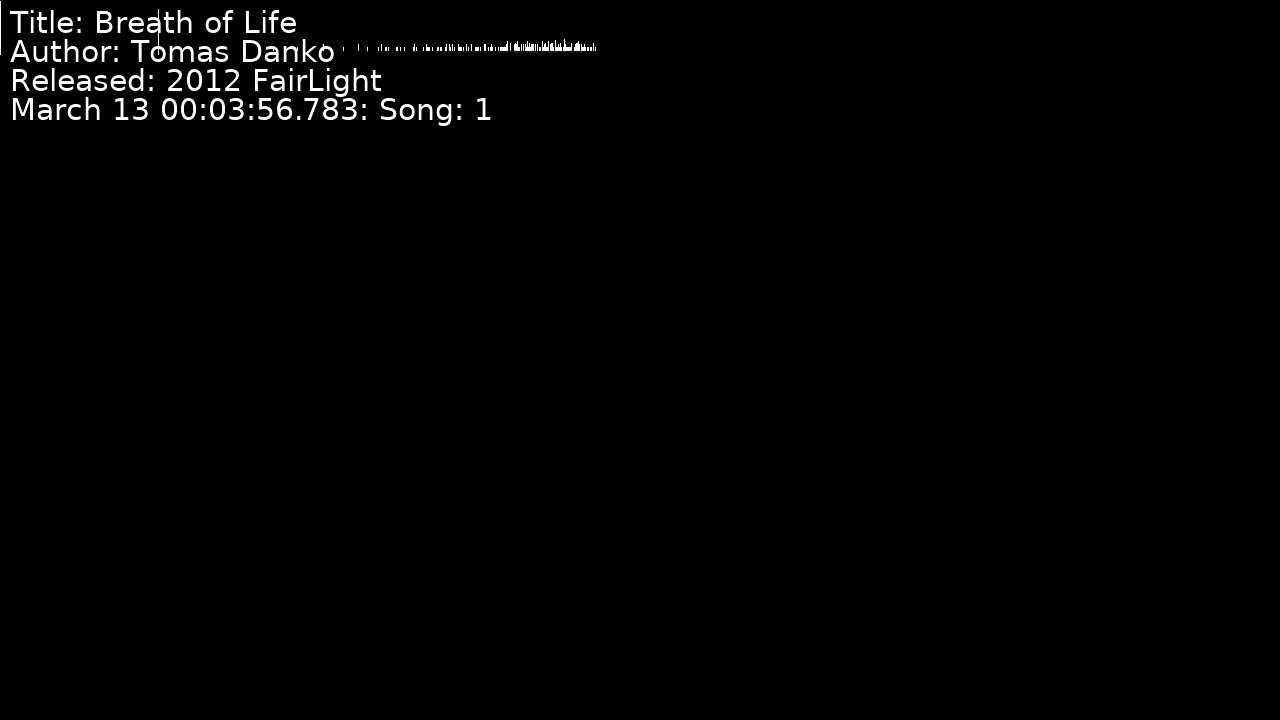 Title: Breath of Life
Author: Tomas Danko
Released: 2012 FairLight
March 13 00:03:56.783: Song: 1